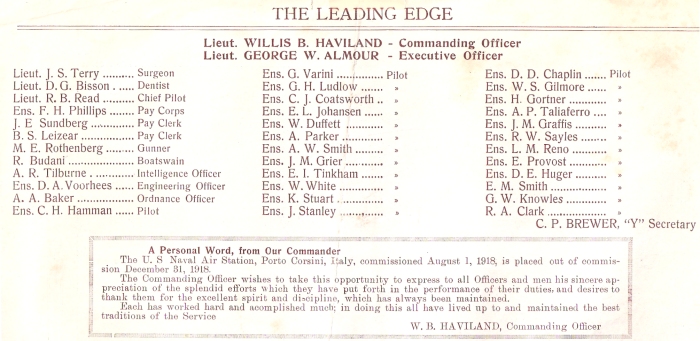 THE LEADING EDGE
Lieut. WILLIS B. HAVILAND - Commanding Officer
Lieut. GEORGE W. ALMOUR - Executive Officer
Lieut. J. S. Terry .......... Surgeon
Lieut. D. G. Bisson . ..... Dentist
Lieut. R. B. Read .......... Chief Pilot
Ens. F. H. Phillips ........ Pay Corps
J. E Sundberg .............. Pay Clerk
B. S. Leizear ................ Pay Clerk
M. E. Rothenberg ........ Gunner
R. Budani .................... Boatswain
A. R. Tilburne . ............ Intelligence Officer
Ens. D. A. Voorhees ...... Engineering Officer
A. A. Baker ................. Ordnance Officer
Ens. C. H. Hamman ...... Pilot
Ens. G. Varini ............... Pilot
Ens. G. H. Ludlow ........ »
Ens. C. J. Coatsworth .. »
Ens. E. L. Johansen ...... »
Ens. W. Duffett ............ »
Ens. A. Parker .............. »
Ens. A. W. Smith .......... »
Ens. J. M. Grier ............ »
Ens. E. I. Tinkham ........ »
Ens. W. White .............. »
Ens. K. Stuart ............... »
Ens. J. Stanley .............. »
Ens. D. D. Chaplin ........ Pilot
Ens. W. S. Gilmore ...... »
Ens. H. Gortner ............ »
Ens. A. P. Taliaferro .... »
Ens. J. M. Graffis .......... »
Ens. R. W. Sayles ......... »
Ens. L. M. Reno ........... »
Ens. E. Provost ............. »
Ens. D. E. Huger .......... »
E. M. Smith .................. »
G. W. Knowles ............. »
R. A. Clark ................... »
C. P. BREWER, "Y" Secretary
A Personal Word, from Our Commander
The U. S Naval Air Station, Porto Corsini, Italy, commissioned August 1, 1918, is placed out of commis-
sion December 31, 1918.
The Commanding Officer wishes to take this opportunity to express to all Officers and men his sincere ap-
preciation of the splendid efforts which they have put forth in the performance of their duties, and desires to
thank them for the excellent spirit and discipline, which has always been maintained.
Each has worked hard and acomplished much; in doing this all have lived up to and maintained the best
traditions of the Service
W. B. HAVILAND, Commanding Officer